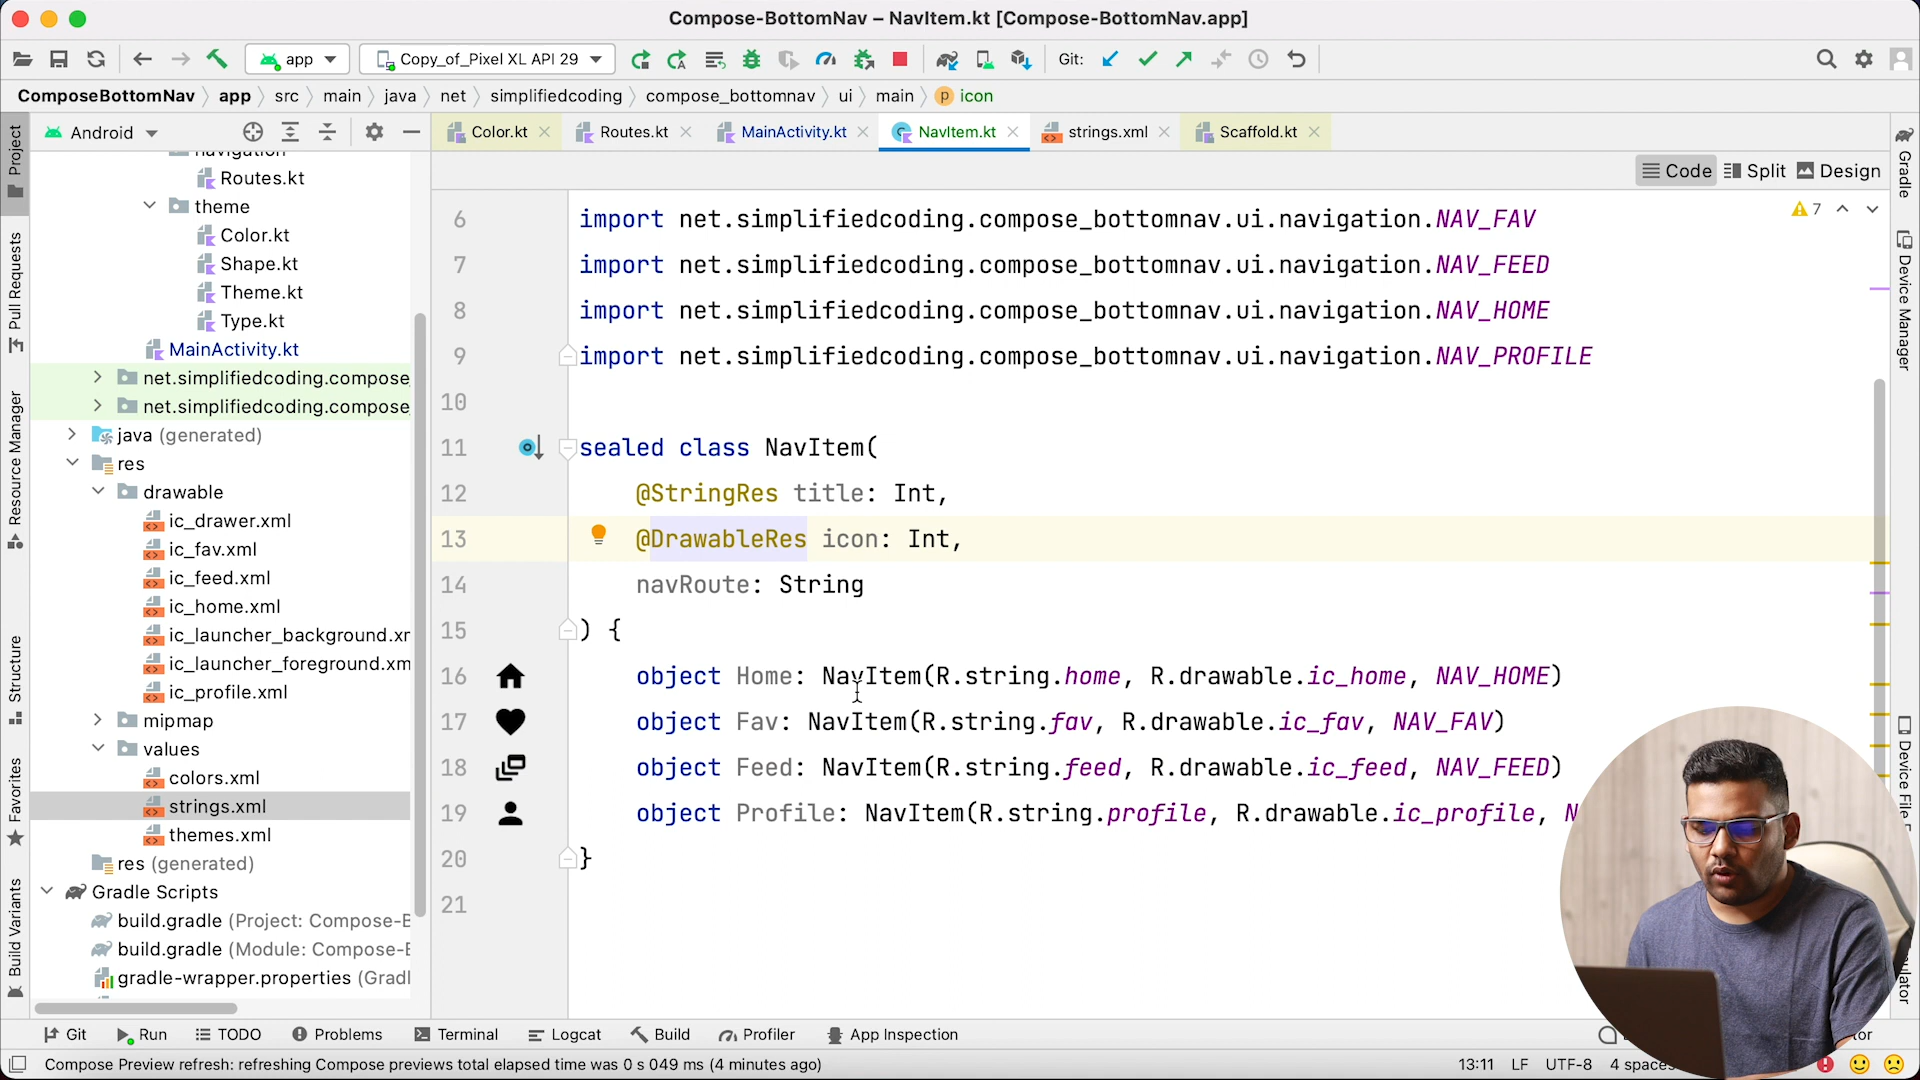 Compose-BottomNav – NavItem.kt [Compose-BottomNav.app]
app
Copy_of_Pixel XL API 29
Git:
ComposeBottomNav
app
src
main
java
net
simplifiedcoding
compose_bottomnav
ui
main
icon
Android
Color.kt
Routes.kt
MainActivity.kt
NavItem.kt
strings.xml
Scaffold.kt
Code
Split
Design
7
Project
Pull Requests
Resource Manager
Structure
Favorites
Build Variants
navigation
Routes.kt
theme
Color.kt
Shape.kt
Theme.kt
Type.kt
MainActivity.kt
net.simplifiedcoding.compose_
net.simplifiedcoding.compose_
java (generated)
res
drawable
ic_drawer.xml
ic_fav.xml
ic_feed.xml
ic_home.xml
ic_launcher_background.xm
ic_launcher_foreground.xm
ic_profile.xml
mipmap
values
colors.xml
strings.xml
themes.xml
res (generated)
Gradle Scripts
build.gradle (Project: Compose-B
build.gradle (Module: Compose-B
gradle-wrapper.properties (Gradl
6 import net.simplifiedcoding.compose_bottomnav.ui.navigation.NAV_FAV
7 import net.simplifiedcoding.compose_bottomnav.ui.navigation.NAV_FEED
8 import net.simplifiedcoding.compose_bottomnav.ui.navigation.NAV_HOME
9 import net.simplifiedcoding.compose_bottomnav.ui.navigation.NAV_PROFILE
10
11 sealed class NavItem(
12 @StringRes title: Int,
13 @DrawableRes icon: Int,
14 navRoute: String
15 ) {
16 object Home: NavItem(R.string.home, R.drawable.ic_home, NAV_HOME)
17 object Fav: NavItem(R.string.fav, R.drawable.ic_fav, NAV_FAV)
18 object Feed: NavItem(R.string.feed, R.drawable.ic_feed, NAV_FEED)
19 object Profile: NavItem(R.string.profile, R.drawable.ic_profile, N
20 }
21
Gradle
Device Manager
Device File
Git
Run
TODO
Problems
Terminal
Logcat
Build
Profiler
App Inspection
Compose Preview refresh: refreshing Compose previews total elapsed time was 0 s 049 ms (4 minutes ago)
13:11
LF
UTF-8
4 spaces